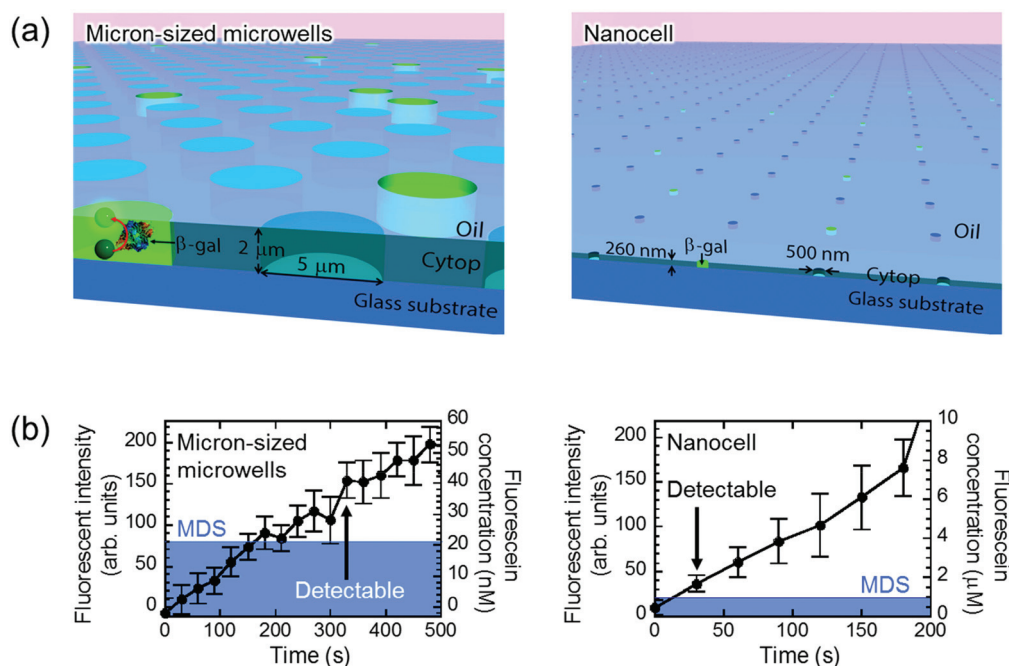 (a)
Micron-sized microwells
β-gal
2 μm
5 μm
Oil
Cytop
Glass substrate
Nanocell
260 nm
β-gal
500 nm
Oil
Cytop
Glass substrate
(b)
Fluorescent intensity
(arb. units)
200
150
100
50
0
Micron-sized
microwells
MDS
Detectable
60
50
40
30
20
10
0
Fluorescein
concentration (nM)
0 100 200 300 400 500
Time (s)
Fluorescent intensity
(arb. units)
200
150
100
50
0
Nanocell
Detectable
MDS
10
8
6
4
2
0
Fluorescein
concentration (μM)
0 50 100 150 200
Time (s)